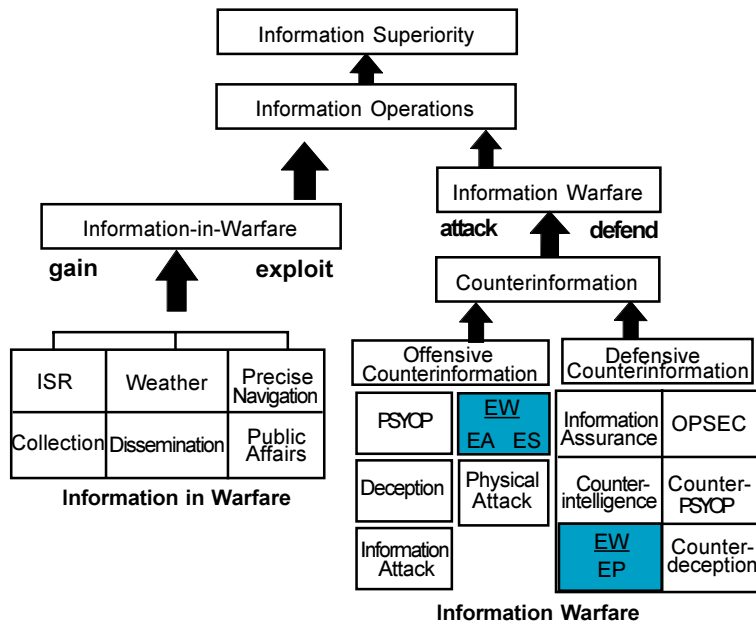 Information Superiority
Information Operations
Information Warfare
attack defend
Information-in-Warfare
gain exploit
Counterinformation
Offensive
Counterinformation
Defensive
Counterinformation
ISR
Weather
Precise
Navigation
Collection
Dissemination
Public
Affairs
Information in Warfare
PSYOP
EW
EA ES
Deception
Physical
Attack
Information
Attack
Information
Assurance
OPSEC
Counter-
intelligence
Counter-
PSYOP
EW
EP
Counter-
deception
Information Warfare